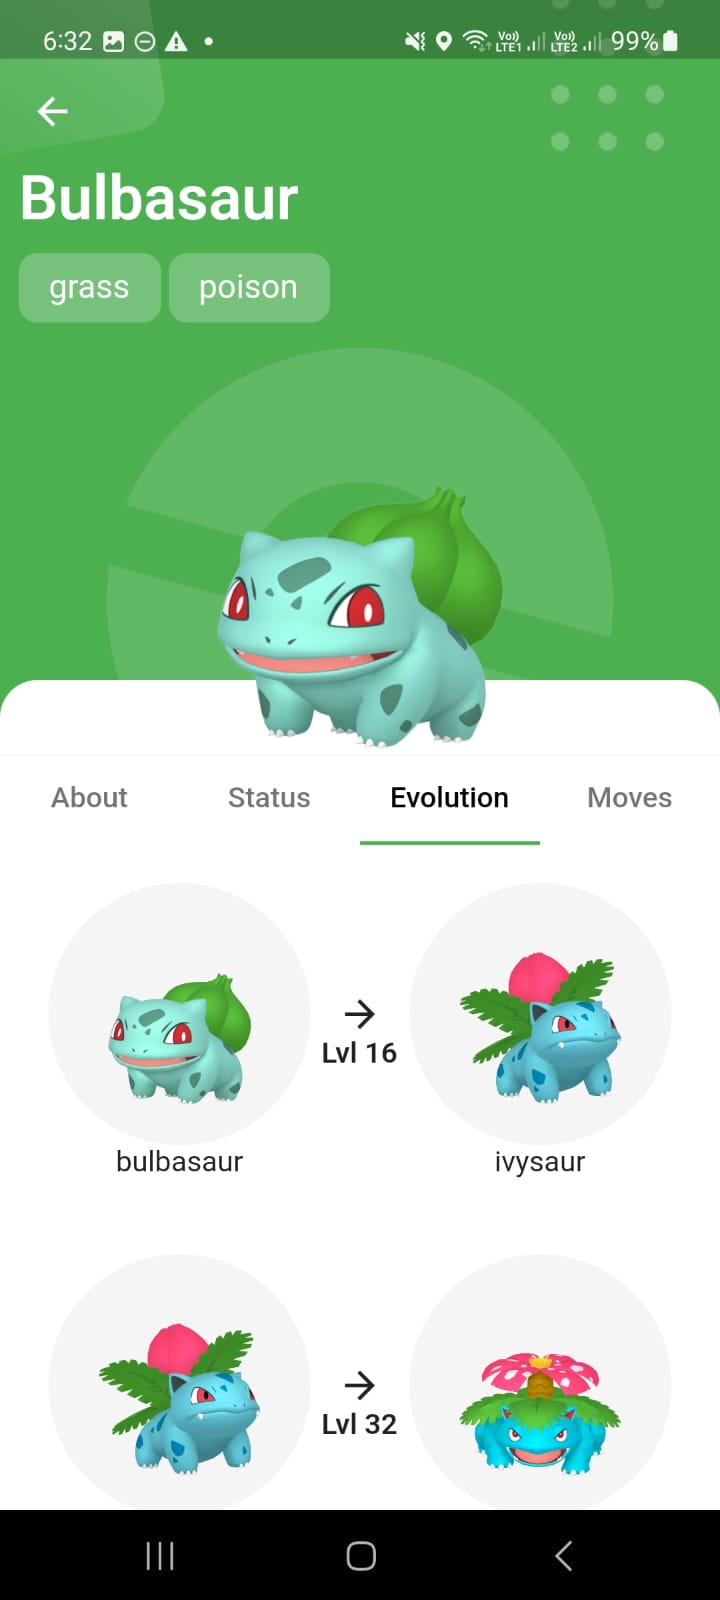 6:32 Vo)) LTE1 Vo)) LTE2 99%
Bulbasaur
grass poison
About Status Evolution Moves
Lvl 16
bulbasaur ivysaur
Lvl 32